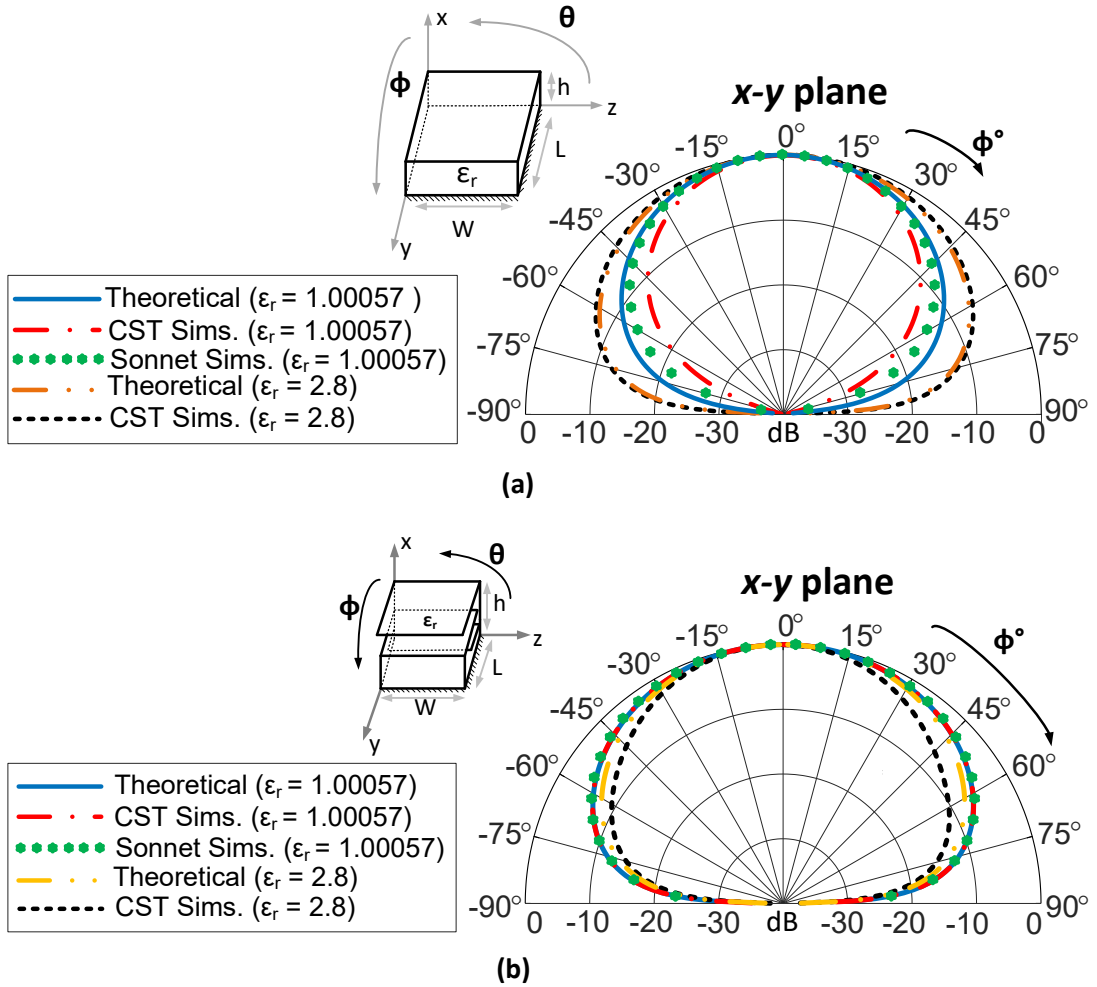 x
θ
ϕ
h
z
L
εr
W
y
x-y plane
ϕ°
0°
-15°
15°
-30°
30°
-45°
45°
-60°
60°
-75°
75°
-90°
90°
0 -10 -20 -30 dB -30 -20 -10 0
Theoretical (εr = 1.00057 )
CST Sims. (εr = 1.00057)
Sonnet Sims. (εr = 1.00057)
Theoretical (εr = 2.8)
CST Sims. (εr = 2.8)
(a)
x
θ
ϕ
h
εr
z
L
W
y
x-y plane
ϕ°
0°
-15°
15°
-30°
30°
-45°
45°
-60°
60°
-75°
75°
-90°
90°
0 -10 -20 -30 dB -30 -20 -10 0
Theoretical (εr = 1.00057)
CST Sims. (εr = 1.00057)
Sonnet Sims. (εr = 1.00057)
Theoretical (εr = 2.8)
CST Sims. (εr = 2.8)
(b)